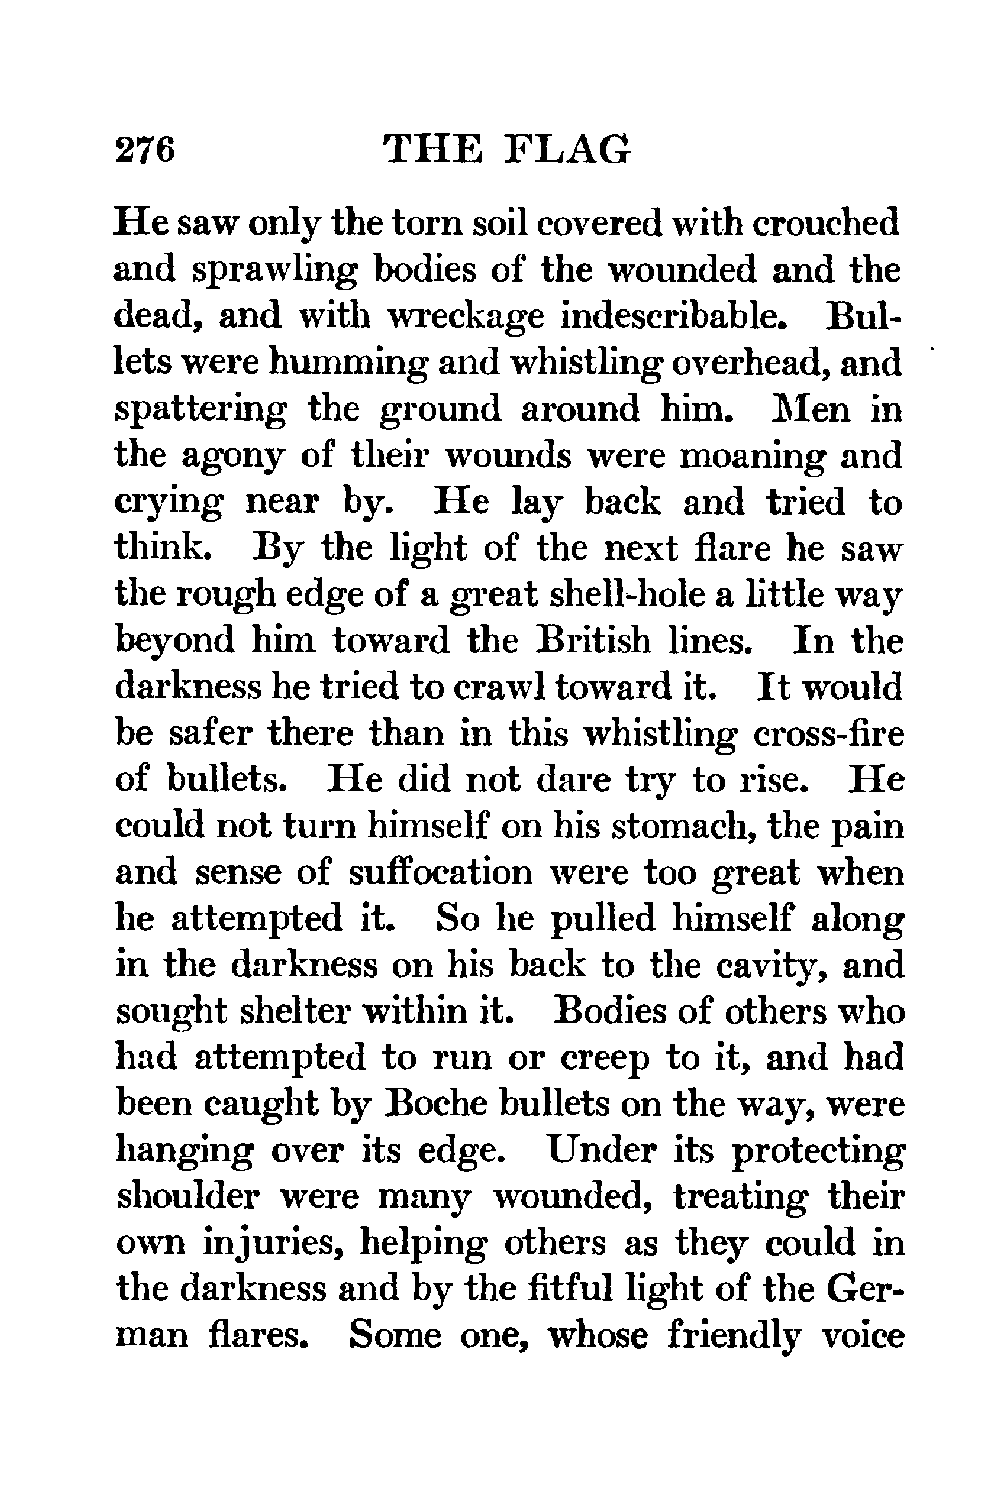 276 THE FLAG
He saw only the torn soil covered with crouched
and sprawling bodies of the wounded and the
dead, and with wreckage indescribable. Bul-
lets were humming and whistling overhead, and
spattering the ground around him. Men in
the agony of their wounds were moaning and
crying near by. He lay back and tried to
think. By the light of the next flare he saw
the rough edge of a great shell-hole a little way
beyond him toward the British lines. In the
darkness he tried to crawl toward it. It would
be safer there than in this whistling cross-fire
of bullets. He did not dare try to rise. He
could not turn himself on his stomach, the pain
and sense of suffocation were too great when
he attempted it. So he pulled himself along
in the darkness on his back to the cavity, and
sought shelter within it. Bodies of others who
had attempted to run or creep to it, and had
been caught by Boche bullets on the way, were
hanging over its edge. Under its protecting
shoulder were many wounded, treating their
own injuries, helping others as they could in
the darkness and by the fitful light of the Ger-
man flares. Some one, whose friendly voice